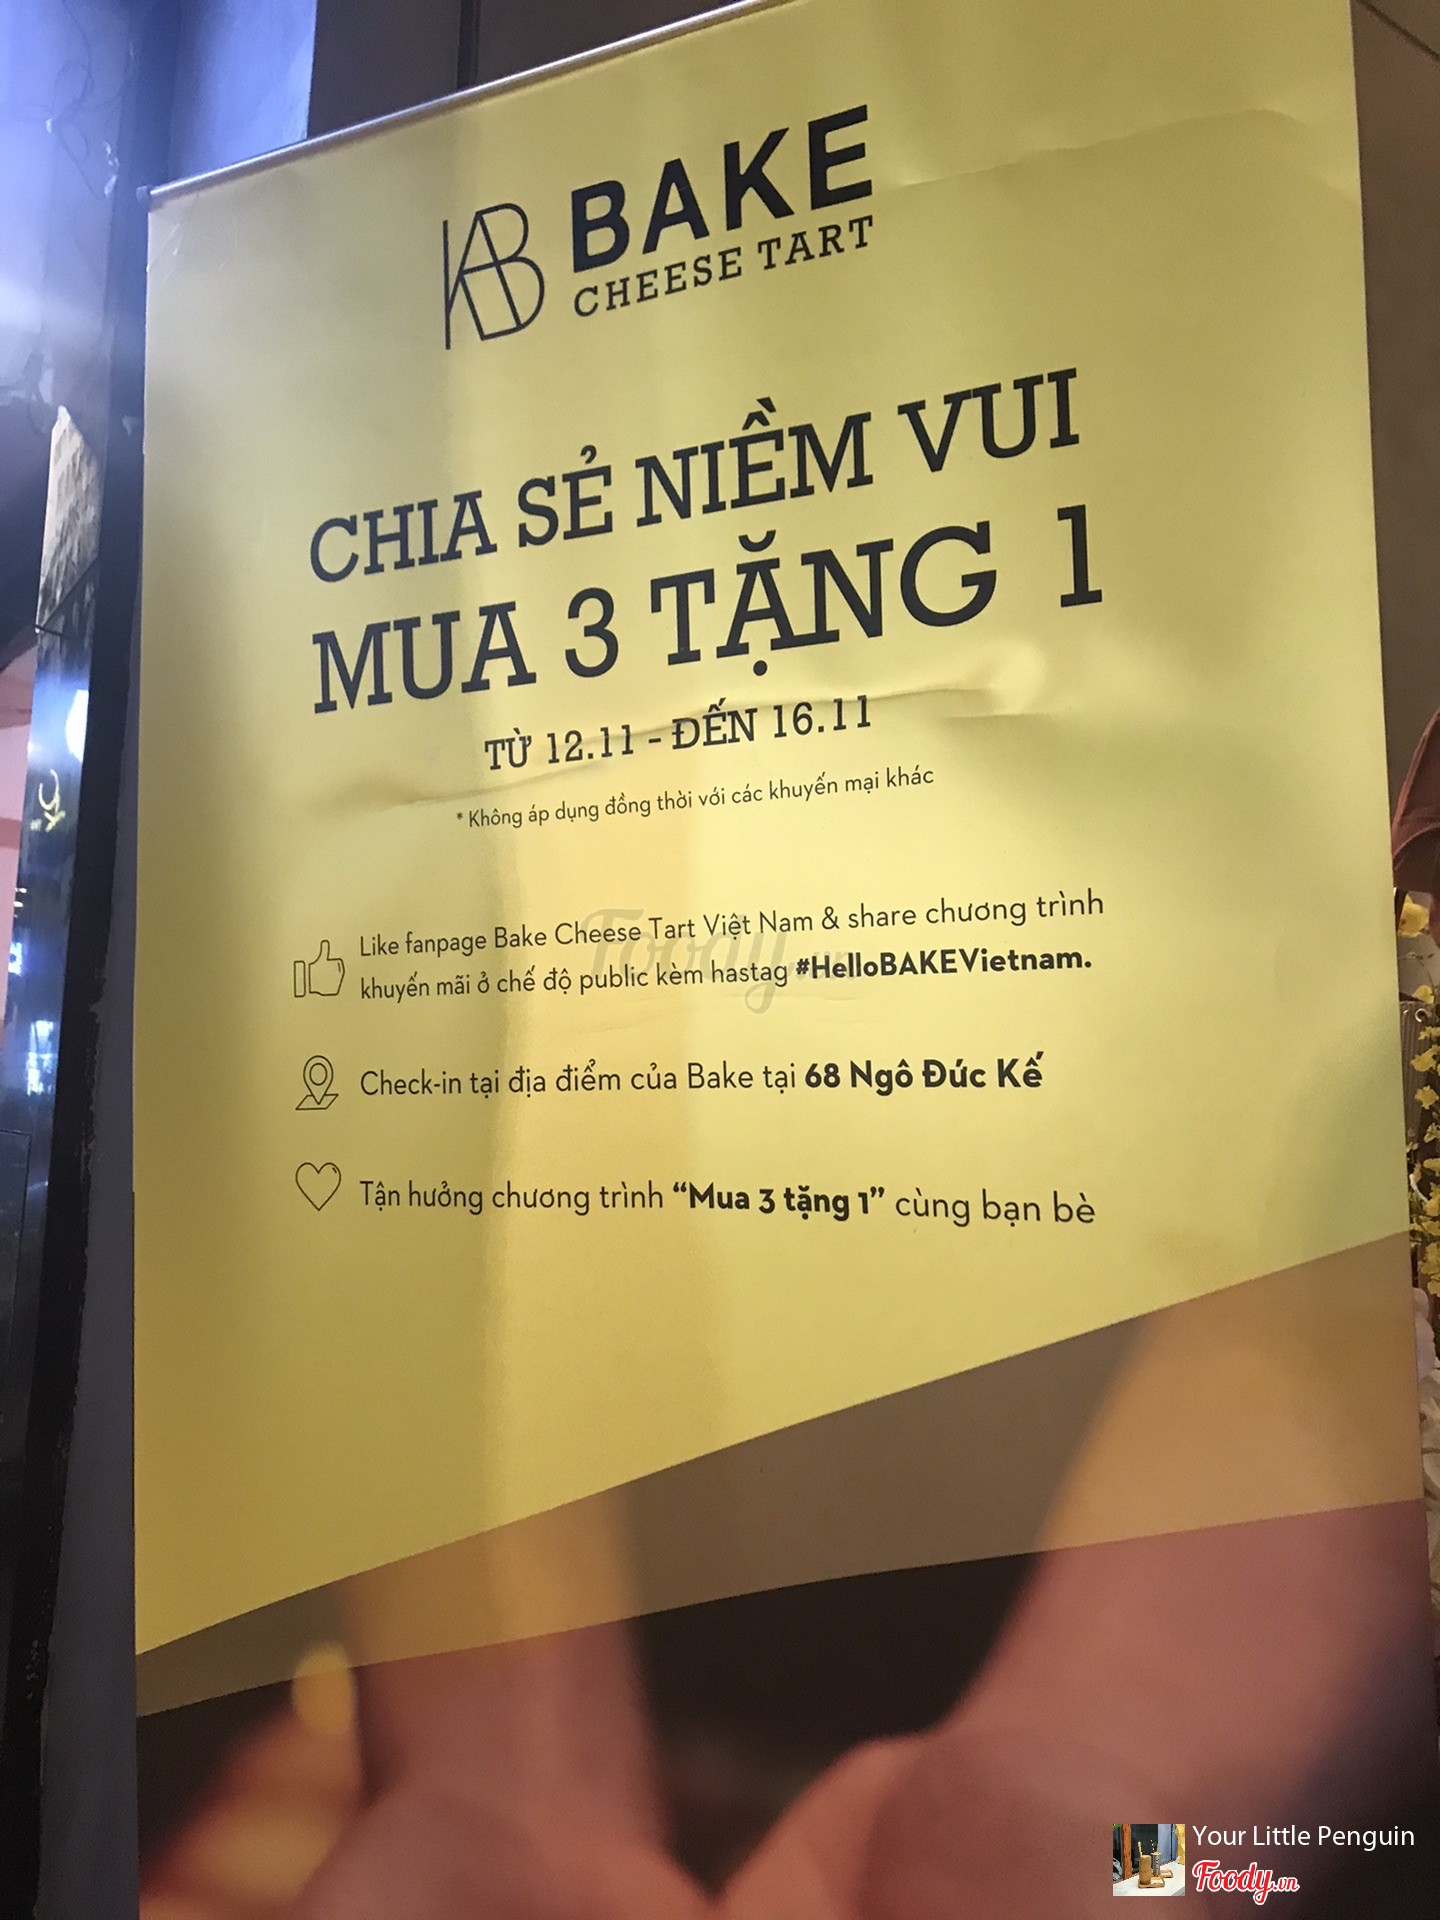 BAKE
CHEESE TART
CHIA SẺ NIỀM VUI
MUA 3 TẶNG 1
TỪ 12.11 - ĐẾN 16.11
* Không áp dụng đồng thời với các khuyến mại khác
Like fanpage Bake Cheese Tart Việt Nam & share chương trình
khuyến mãi ở chế độ public kèm hastag #HelloBAKEVietnam.
Check-in tại địa điểm của Bake tại 68 Ngô Đức Kế
Tận hưởng chương trình “Mua 3 tặng 1” cùng bạn bè
Your Little Penguin
Foody.vn